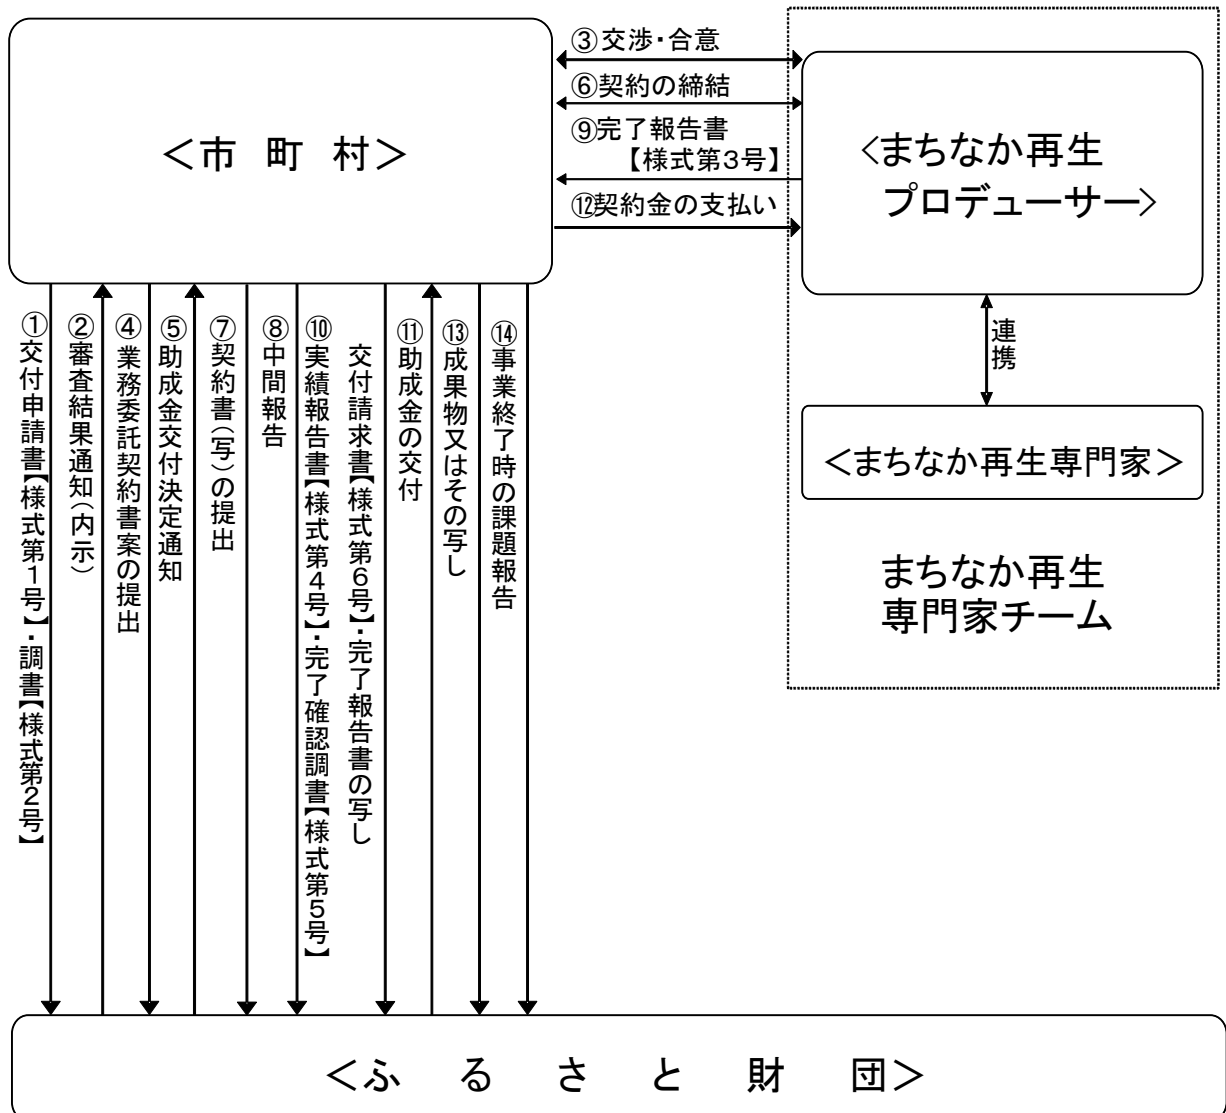 <市 町 村>
③交渉・合意
⑥契約の締結
⑨完了報告書
【様式第3号】
⑫契約金の支払い
<まちなか再生
プロデューサー>
連携
<まちなか再生専門家>
まちなか再生
専門家チーム
①交付申請書【様式第1号】・調書【様式第2号】
②審査結果通知(内示)
④業務委託契約書案の提出
⑤助成金交付決定通知
⑦契約書(写)の提出
⑧中間報告
⑩実績報告書【様式第4号】・完了確認調書【様式第5号】
交付請求書【様式第6号】・完了報告書の写し
⑪助成金の交付
⑬成果物又はその写し
⑭事業終了時の課題報告
<ふ る さ と 財 団>